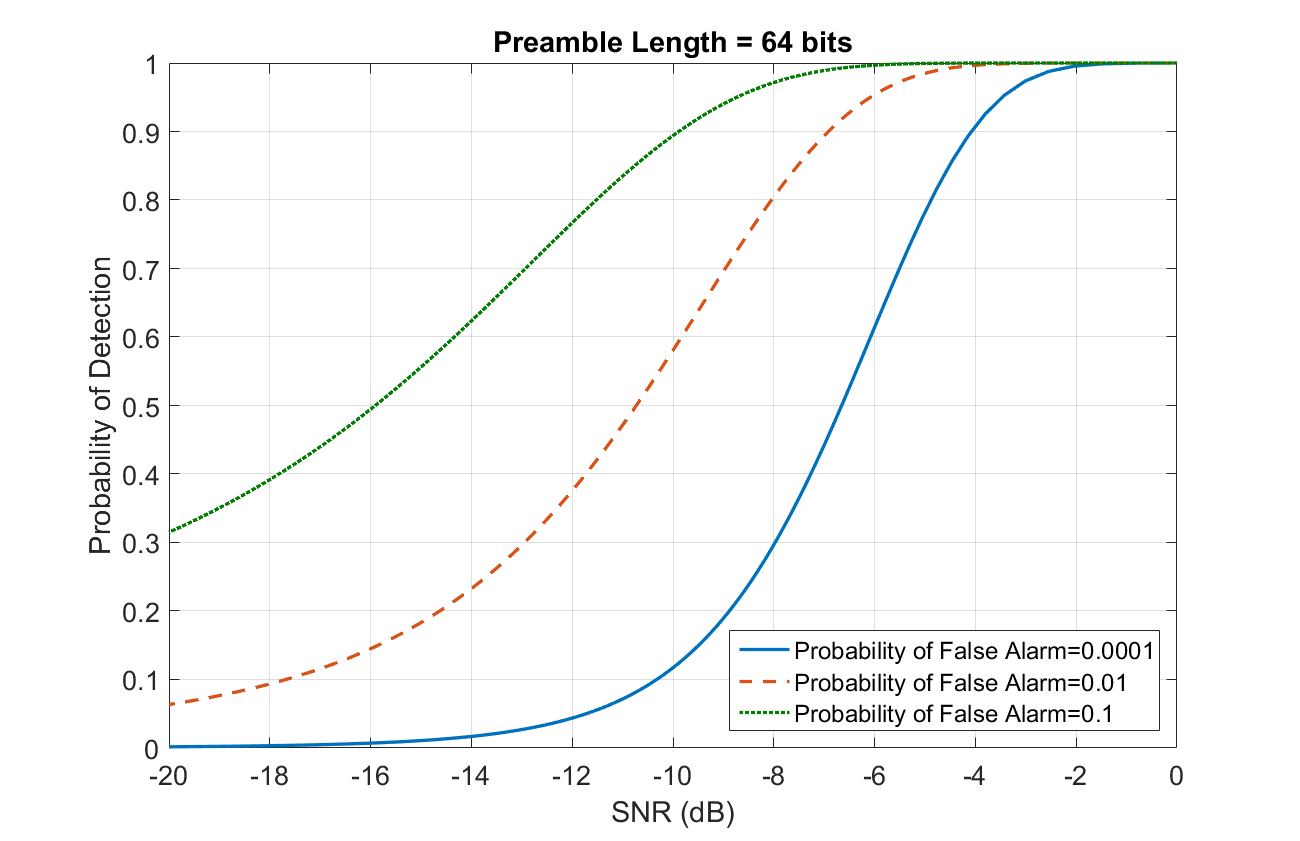 Preamble Length = 64 bits
1
0.9
0.8
0.7
0.6
0.5
0.4
0.3
0.2
0.1
0
Probability of Detection
Probability of False Alarm=0.0001
Probability of False Alarm=0.01
Probability of False Alarm=0.1
-20 -18 -16 -14 -12 -10 -8 -6 -4 -2 0
SNR (dB)